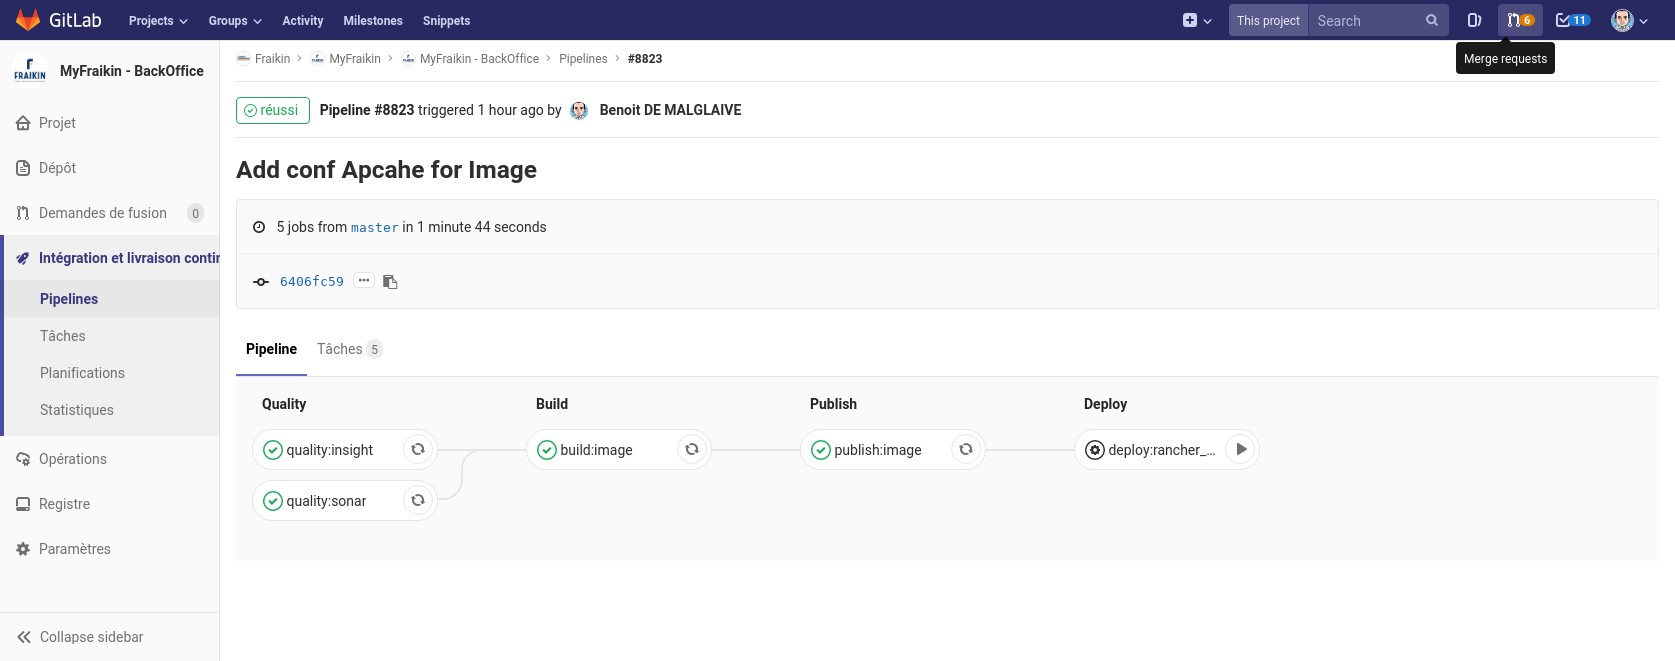 GitLab Projects Groups Activity Milestones Snippets This project Search 6 11
Merge requests
FRAIKIN MyFraikin - BackOffice
Projet
Dépôt
Demandes de fusion 0
Intégration et livraison contin
Pipelines
Tâches
Planifications
Statistiques
Opérations
Registre
Paramètres
Collapse sidebar
Fraikin > MyFraikin > MyFraikin - BackOffice > Pipelines > #8823
réussi Pipeline #8823 triggered 1 hour ago by Benoit DE MALGLAIVE
Add conf Apcahe for Image
5 jobs from master in 1 minute 44 seconds
6406fc59 ...
Pipeline Tâches 5
Quality Build Publish Deploy
quality:insight build:image publish:image deploy:rancher_...
quality:sonar